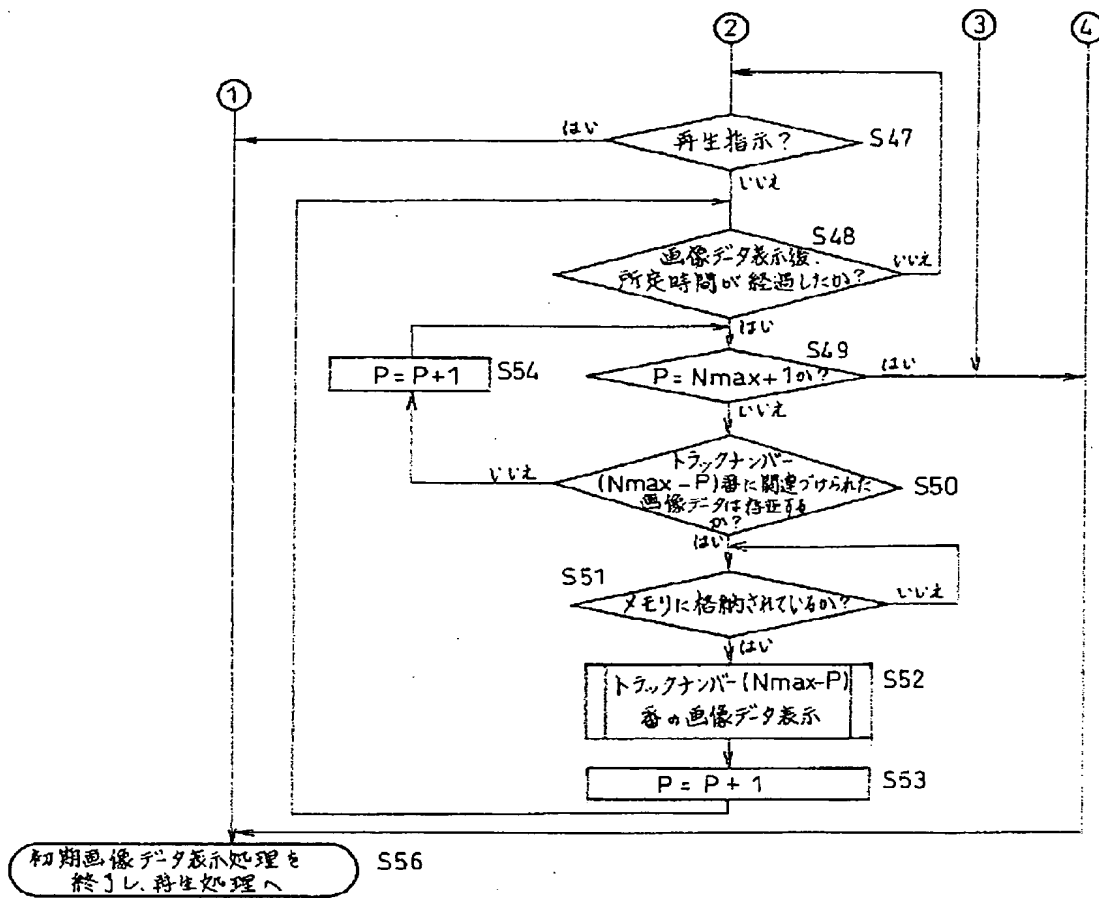 ②
③
④
①
はい
再生指示?
S47
いいえ
S48
画像データ表示後、
所定時間が経過したか?
いいえ
はい
S49
P=P+1
S54
P=Nmax+1か?
はい
いいえ
トラックナンバー
いいえ
(Nmax-P)番に関連づけられた
S50
画像データは存在する
か?
はい
S51
メモリに格納されているか?
いいえ
はい
トラックナンバー(Nmax-P)
S52
番の画像データ表示
P=P+1
S53
初期画像データ表示処理を
S56
終了し、再生処理へ